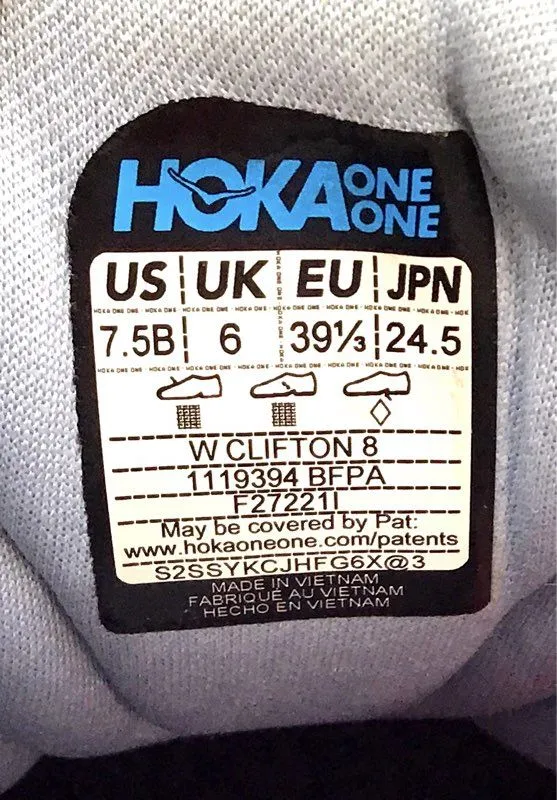 HOKA ONE ONE
US UK EU JPN
7.5B 6 39⅓ 24.5
W CLIFTON 8
1119394 BFPA
F27221I
May be covered by Pat:
www.hokaoneone.com/patents
S2SSYKCJHFG6X@3
MADE IN VIETNAM
FABRIQUÉ AU VIETNAM
HECHO EN VIETNAM